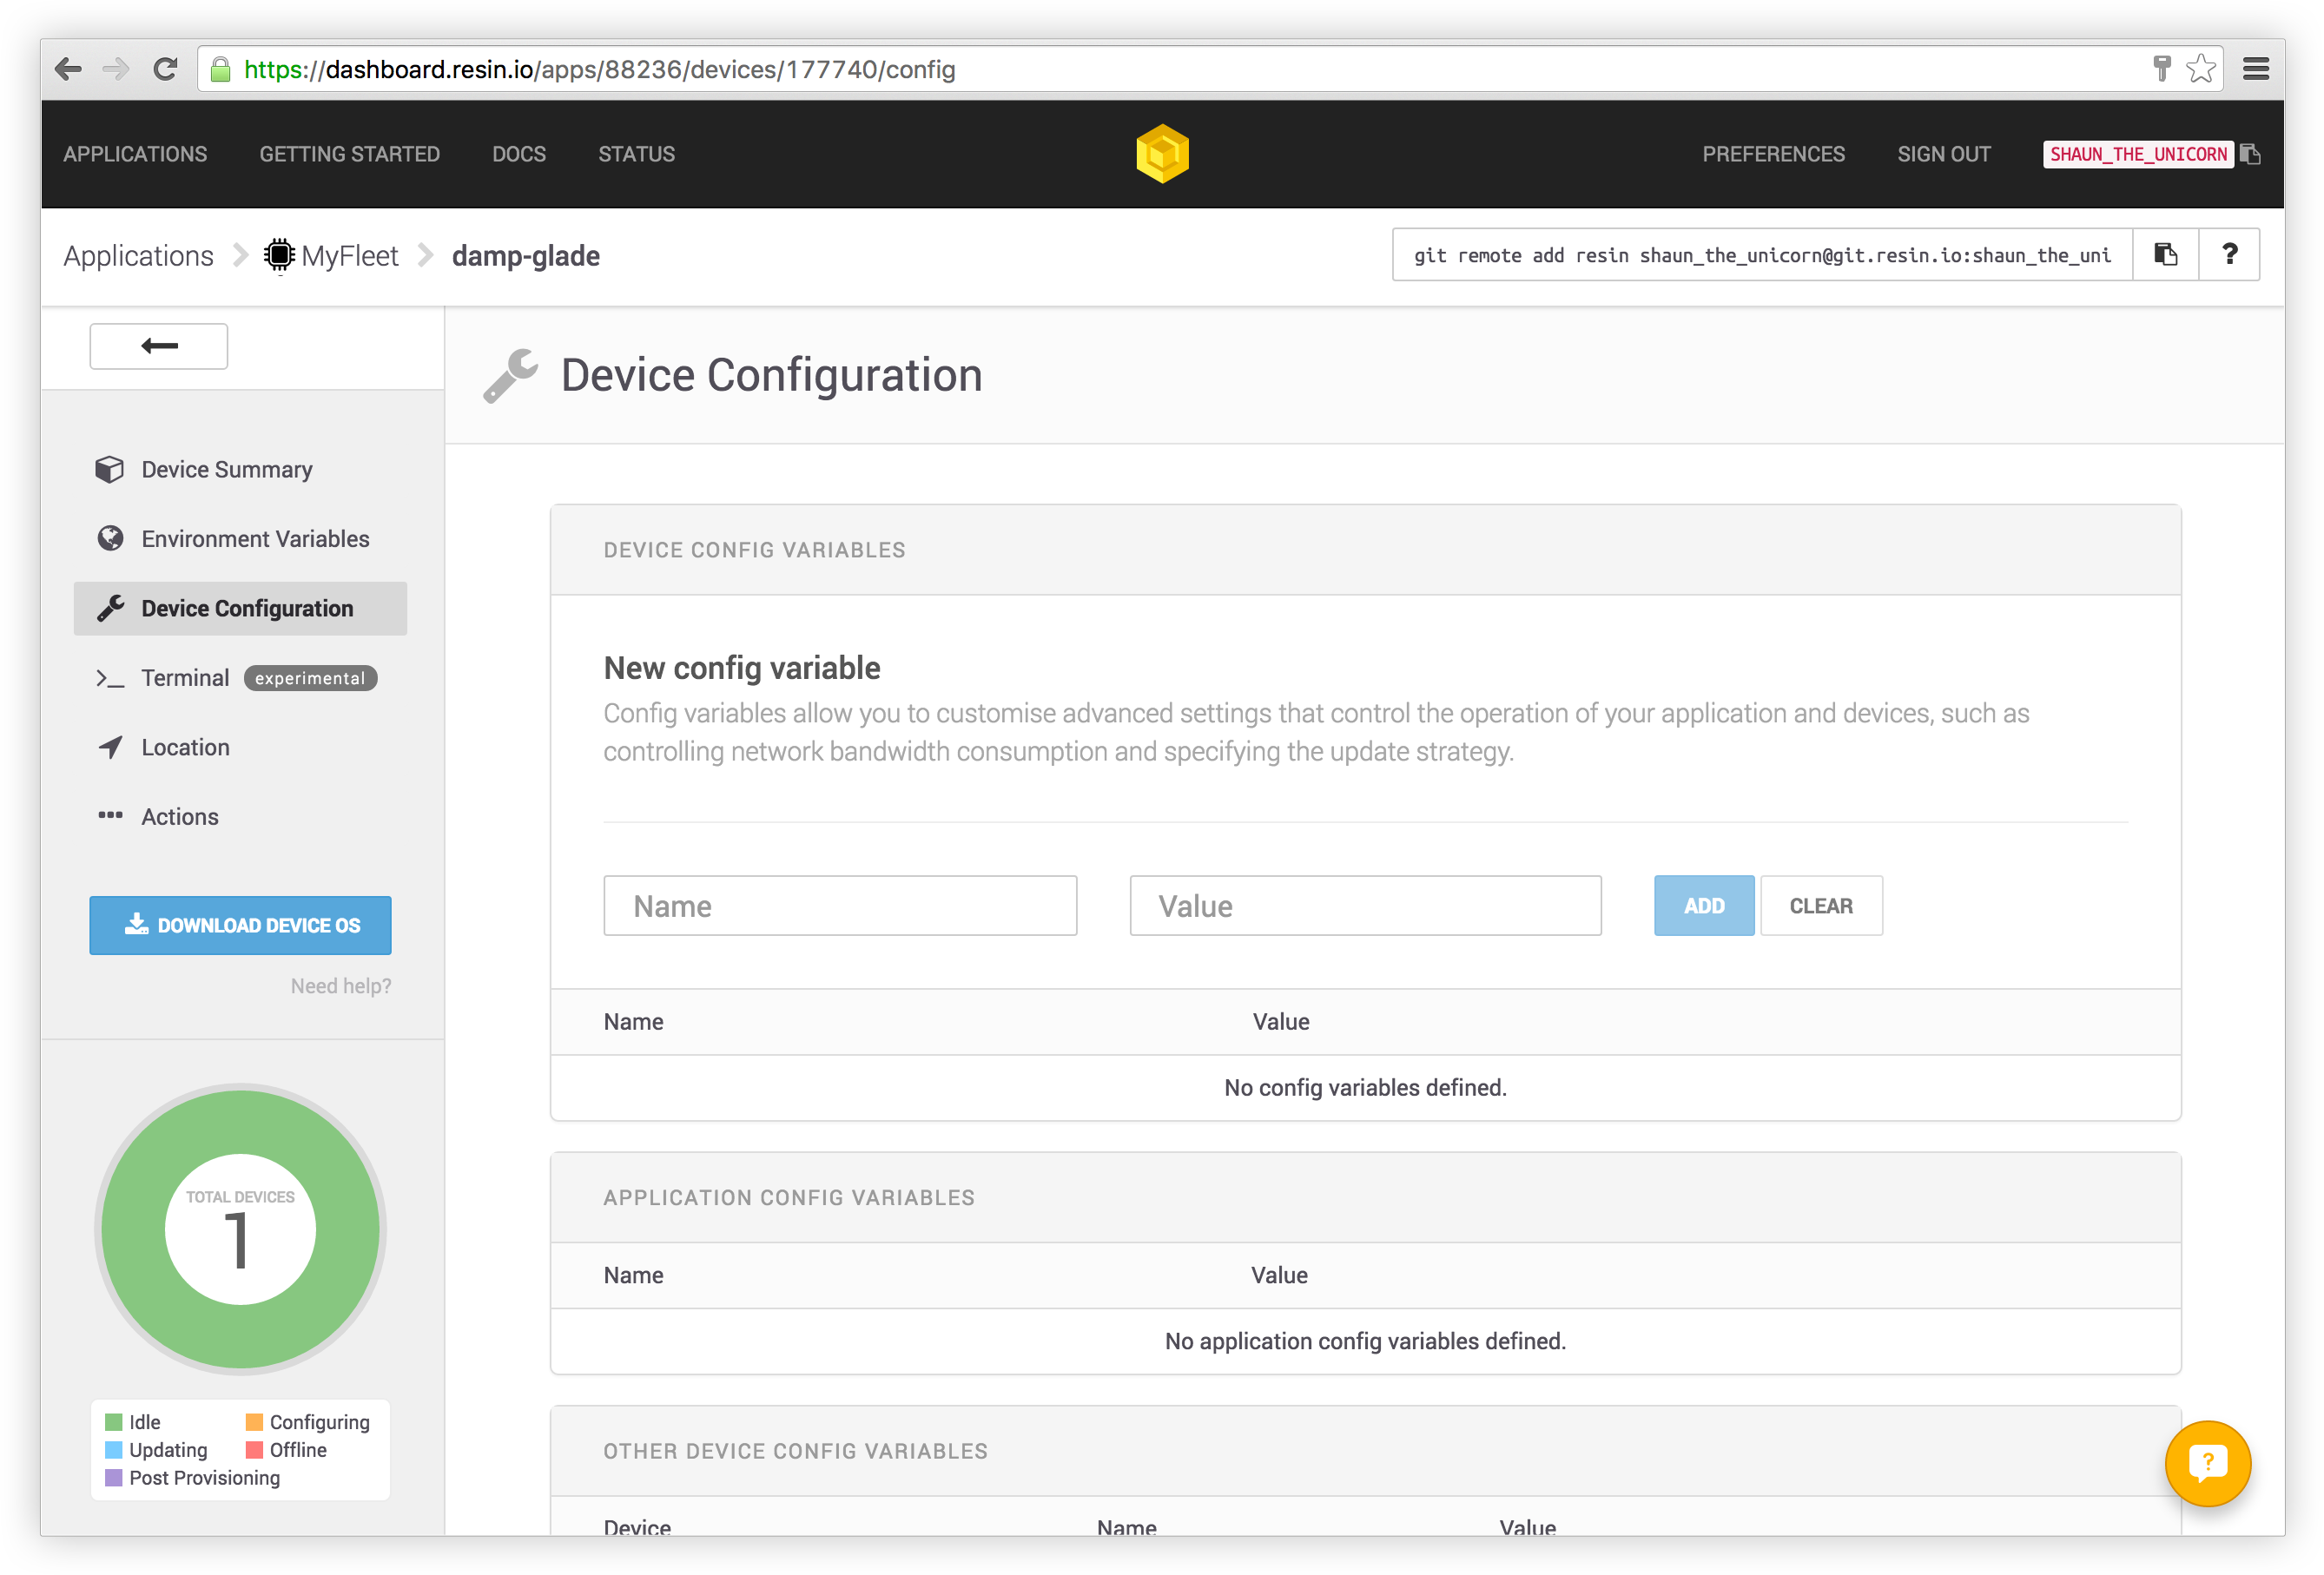 https://dashboard.resin.io/apps/88236/devices/177740/config
APPLICATIONS GETTING STARTED DOCS STATUS PREFERENCES SIGN OUT SHAUN_THE_UNICORN
Applications MyFleet damp-glade git remote add resin shaun_the_unicorn@git.resin.io:shaun_the_uni ?
Device Configuration
Device Summary
Environment Variables
Device Configuration
Terminal experimental
Location
Actions
DOWNLOAD DEVICE OS
Need help?
TOTAL DEVICES
1
Idle Configuring
Updating Offline
Post Provisioning
DEVICE CONFIG VARIABLES
New config variable
Config variables allow you to customise advanced settings that control the operation of your application and devices, such as
controlling network bandwidth consumption and specifying the update strategy.
Name Value ADD CLEAR
Name Value
No config variables defined.
APPLICATION CONFIG VARIABLES
Name Value
No application config variables defined.
OTHER DEVICE CONFIG VARIABLES
?
Device Name Value